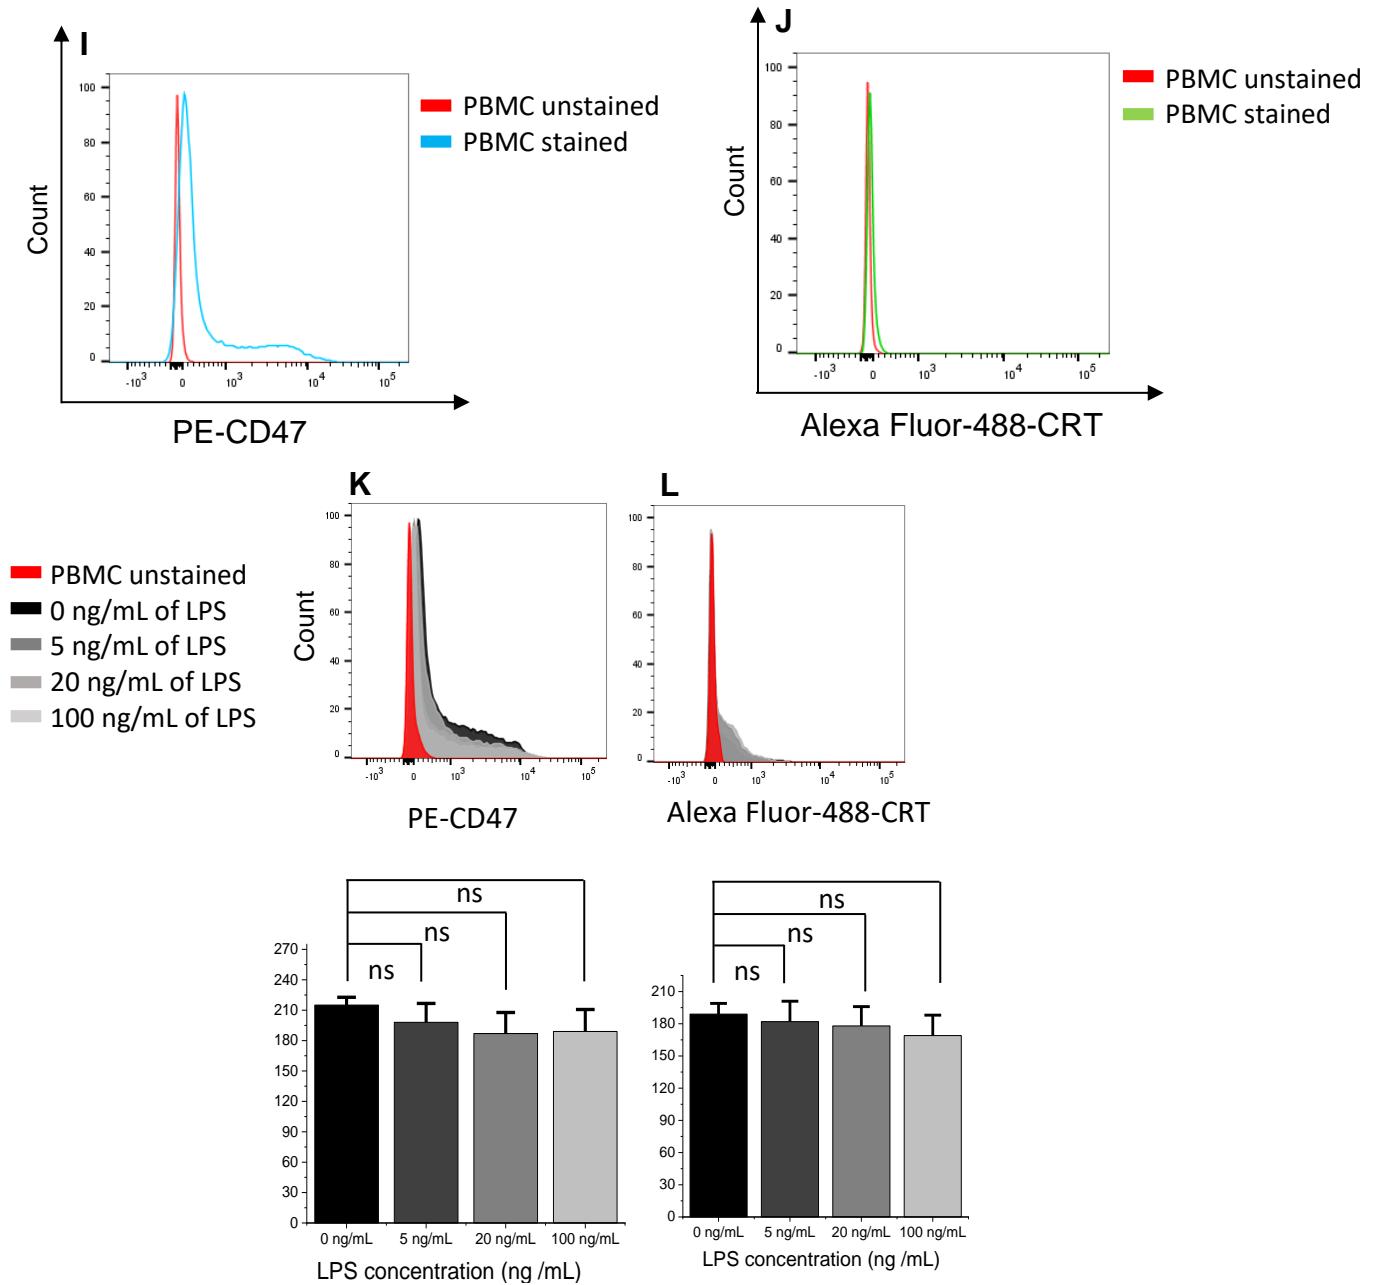 I
100
80
60
40
20
0
-10³ 0 10³ 10⁴ 10⁵
Count
PE-CD47
PBMC unstained
PBMC stained
J
100
80
60
40
20
0
-10³ 0 10³ 10⁴ 10⁵
Count
Alexa Fluor-488-CRT
PBMC unstained
PBMC stained
PBMC unstained
0 ng/mL of LPS
5 ng/mL of LPS
20 ng/mL of LPS
100 ng/mL of LPS
K
100
80
60
40
20
0
-10³ 0 10³ 10⁴ 10⁵
Count
PE-CD47
L
100
80
60
40
20
0
-10³ 0 10³ 10⁴ 10⁵
Alexa Fluor-488-CRT
ns
ns
ns
270
240
210
180
150
120
90
60
30
0
0 ng/mL 5 ng/mL 20 ng/mL 100 ng/mL
LPS concentration (ng /mL)
ns
ns
ns
210
180
150
120
90
60
30
0
0 ng/mL 5 ng/mL 20 ng/mL 100 ng/mL
LPS concentration (ng /mL)